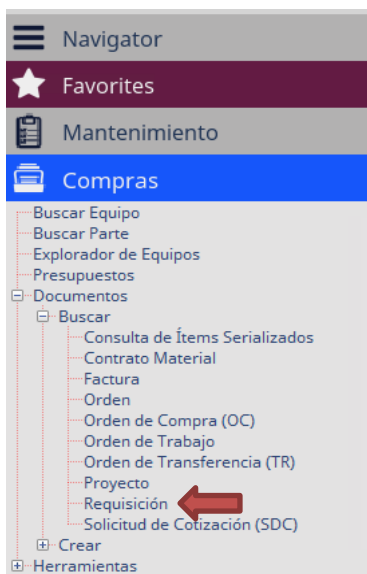 Navigator
Favorites
Mantenimiento
Compras
Buscar Equipo
Buscar Parte
Explorador de Equipos
Presupuestos
Documentos
Buscar
Consulta de Ítems Serializados
Contrato Material
Factura
Orden
Orden de Compra (OC)
Orden de Trabajo
Orden de Transferencia (TR)
Proyecto
Requisición
Solicitud de Cotización (SDC)
Crear
Herramientas